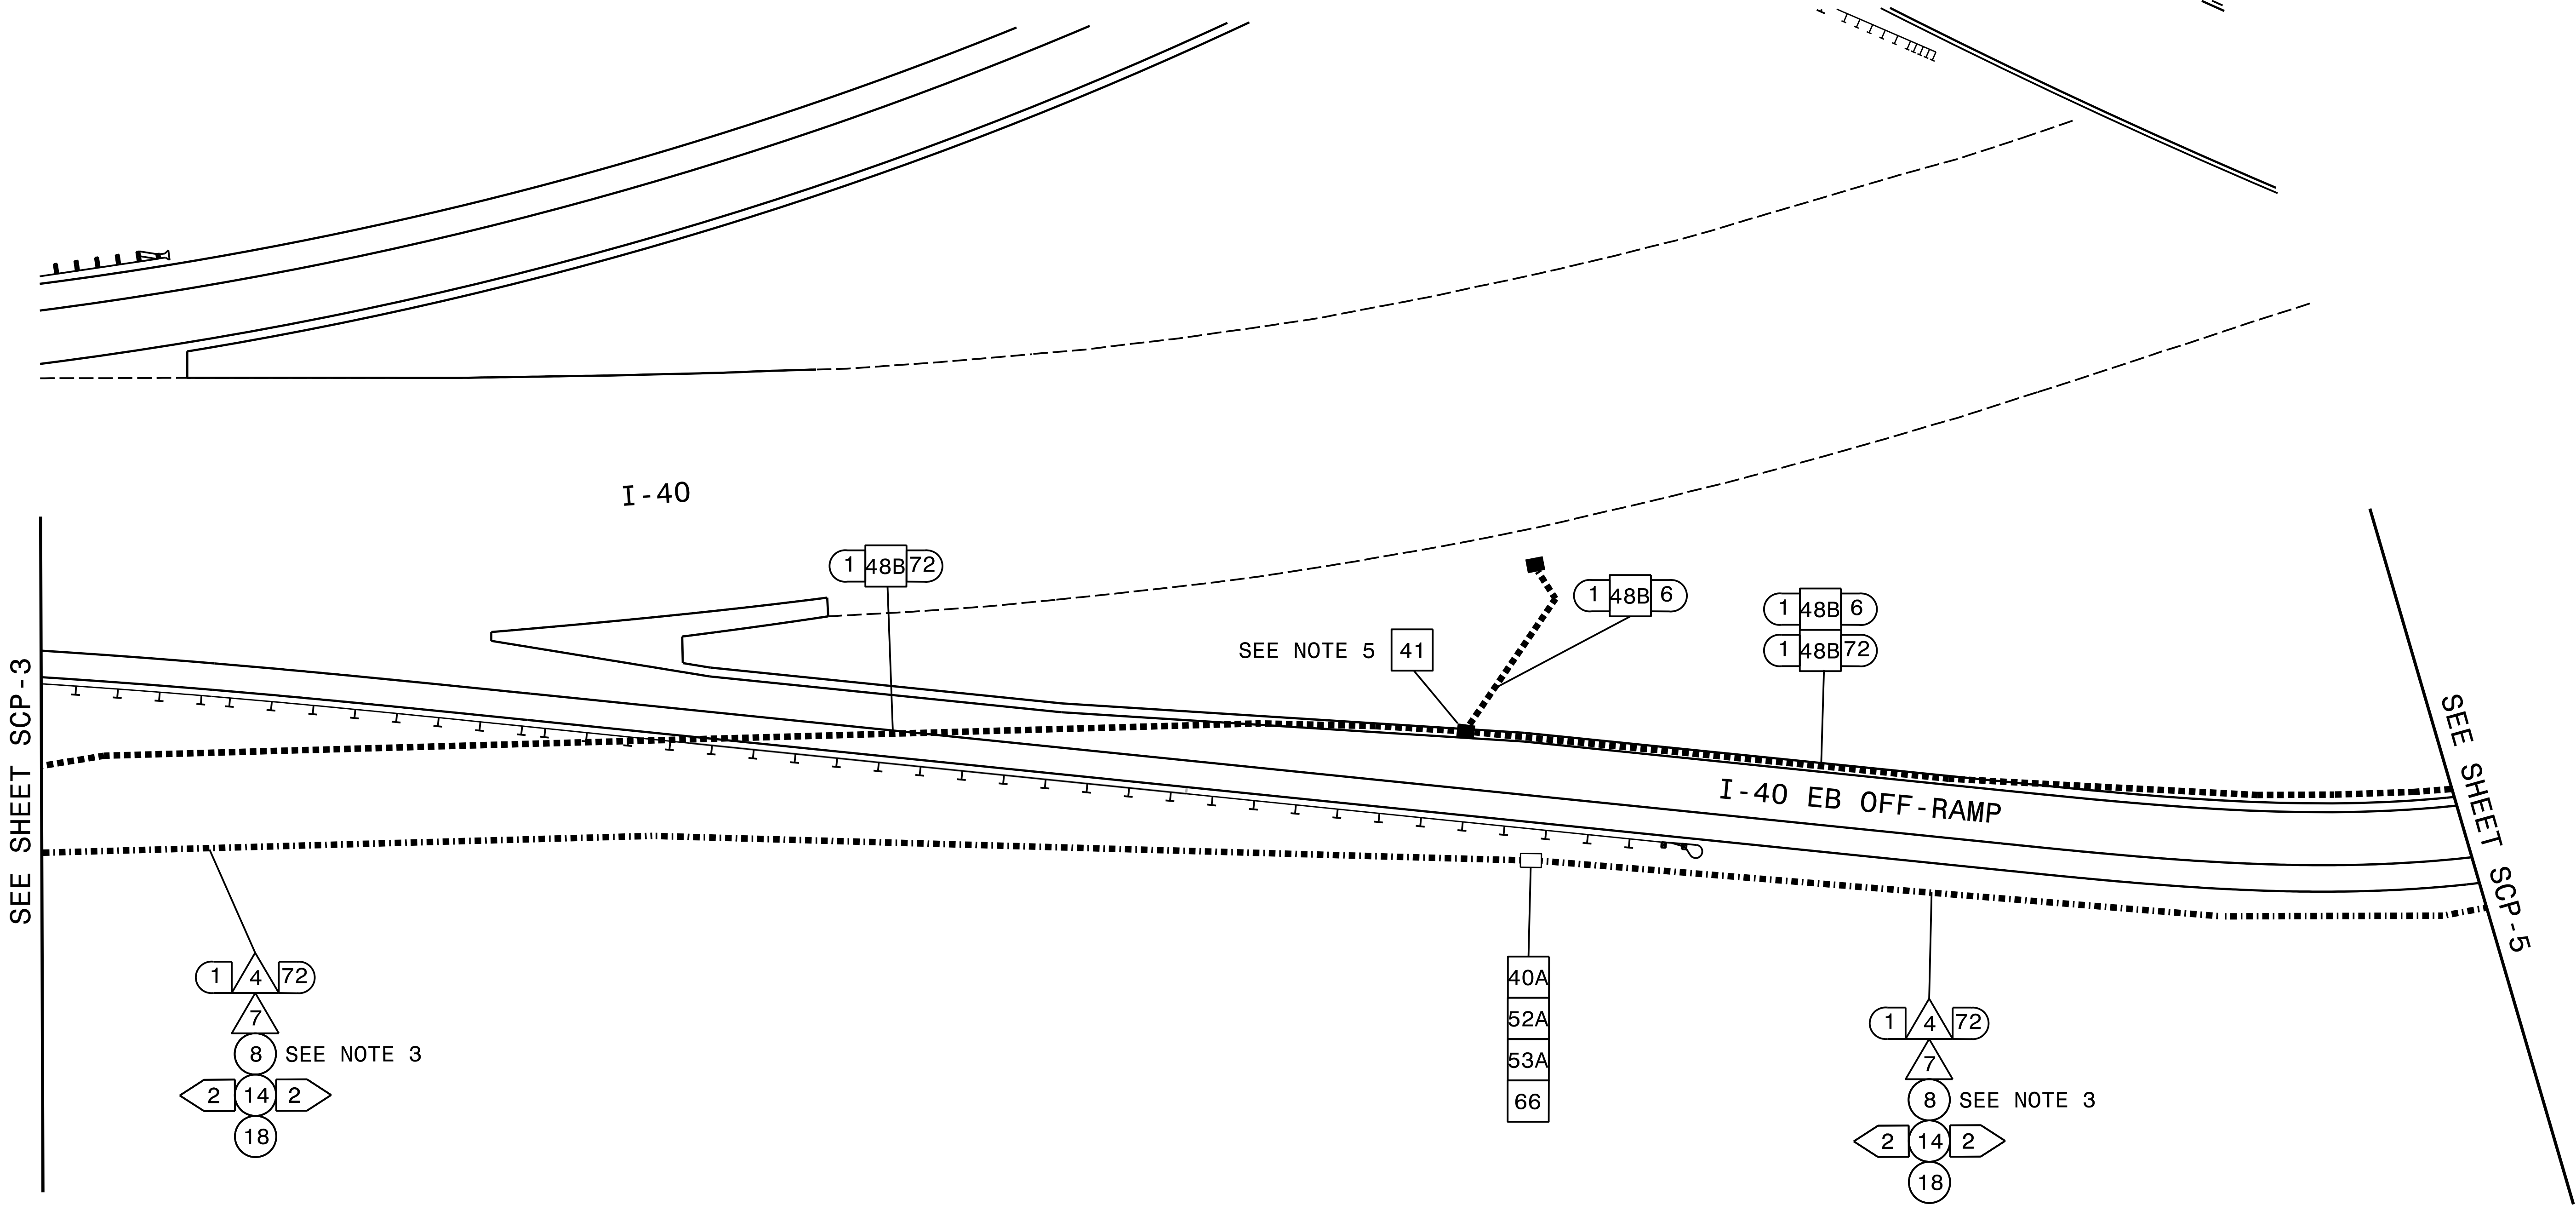 I-40
1 48B 72
1 48B 6
1 48B 6
1 48B 72
SEE NOTE 5 41
SEE SHEET SCP-3
SEE SHEET SCP-5
I-40 EB OFF-RAMP
1 4 72
7
8 SEE NOTE 3
2 14 2
18
40A
52A
53A
66
1 4 72
7
8 SEE NOTE 3
2 14 2
18